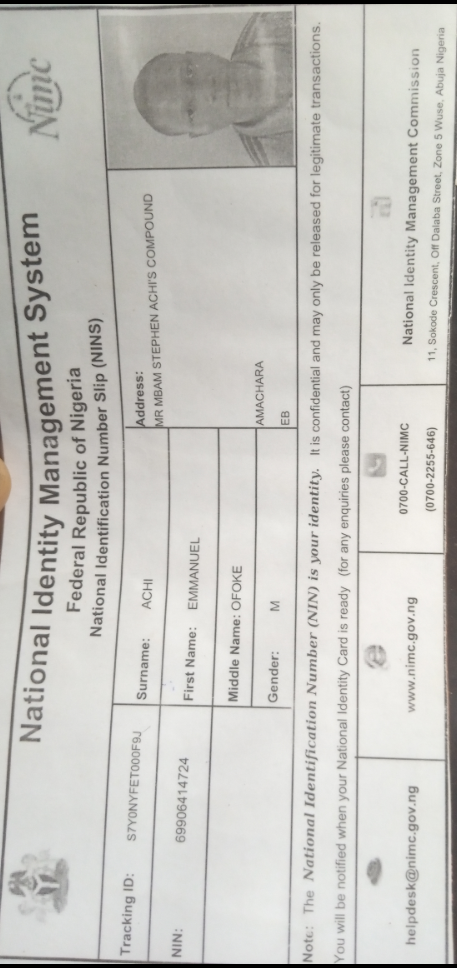 Nimc
National Identity Management System
Federal Republic of Nigeria
National Identification Number Slip (NINS)
Tracking ID: S7Y0NYFET000F9J
Surname: ACHI
Address:
MR MBAM STEPHEN ACHI'S COMPOUND
NIN: 69906414724
First Name: EMMANUEL
Middle Name: OFOKE
AMACHARA
Gender: M
EB
Note: The National Identification Number (NIN) is your identity. It is confidential and may only be released for legitimate transactions.
You will be notified when your National Identity Card is ready (for any enquiries please contact)
helpdesk@nimc.gov.ng
www.nimc.gov.ng
0700-CALL-NIMC
(0700-2255-646)
National Identity Management Commission
11, Sokode Crescent, Off Dalaba Street, Zone 5 Wuse, Abuja Nigeria